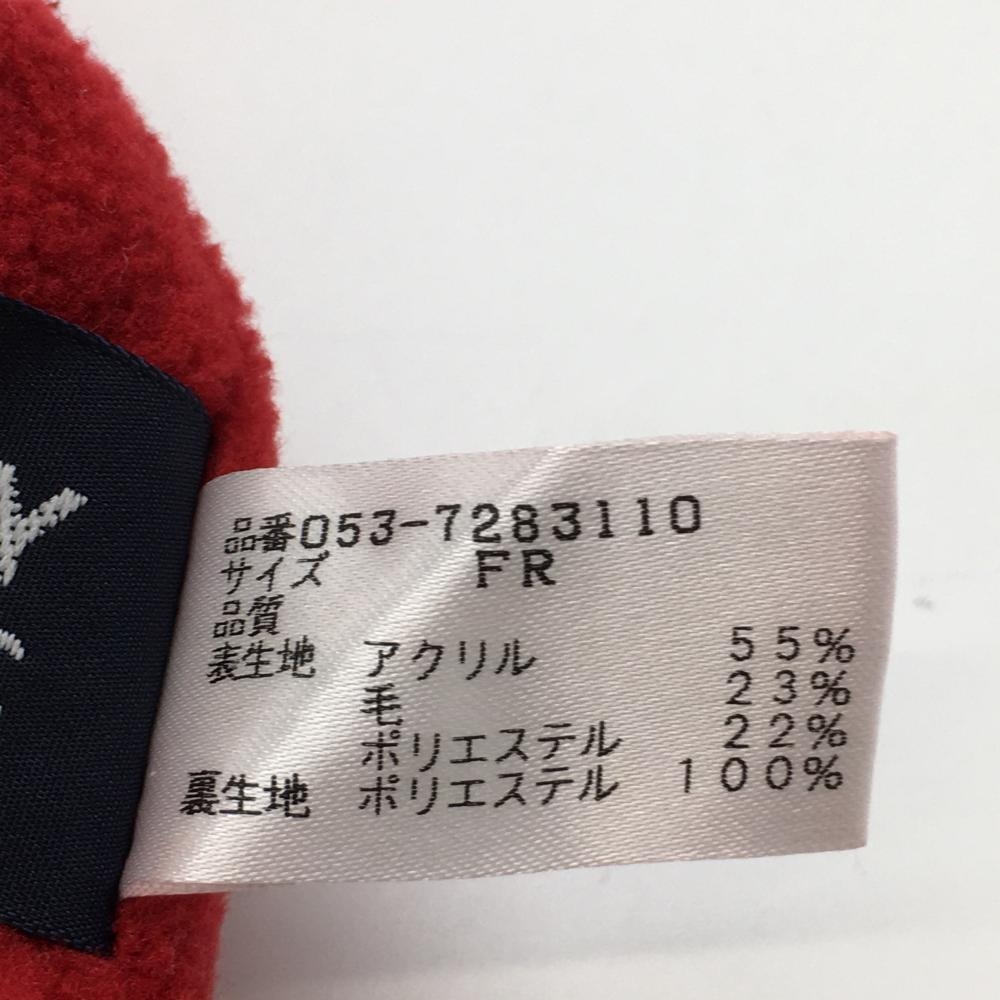 品番053-7283110
サイズ FR
品質
表生地 アクリル 55%
毛 23%
ポリエステル 22%
裏生地 ポリエステル 100%